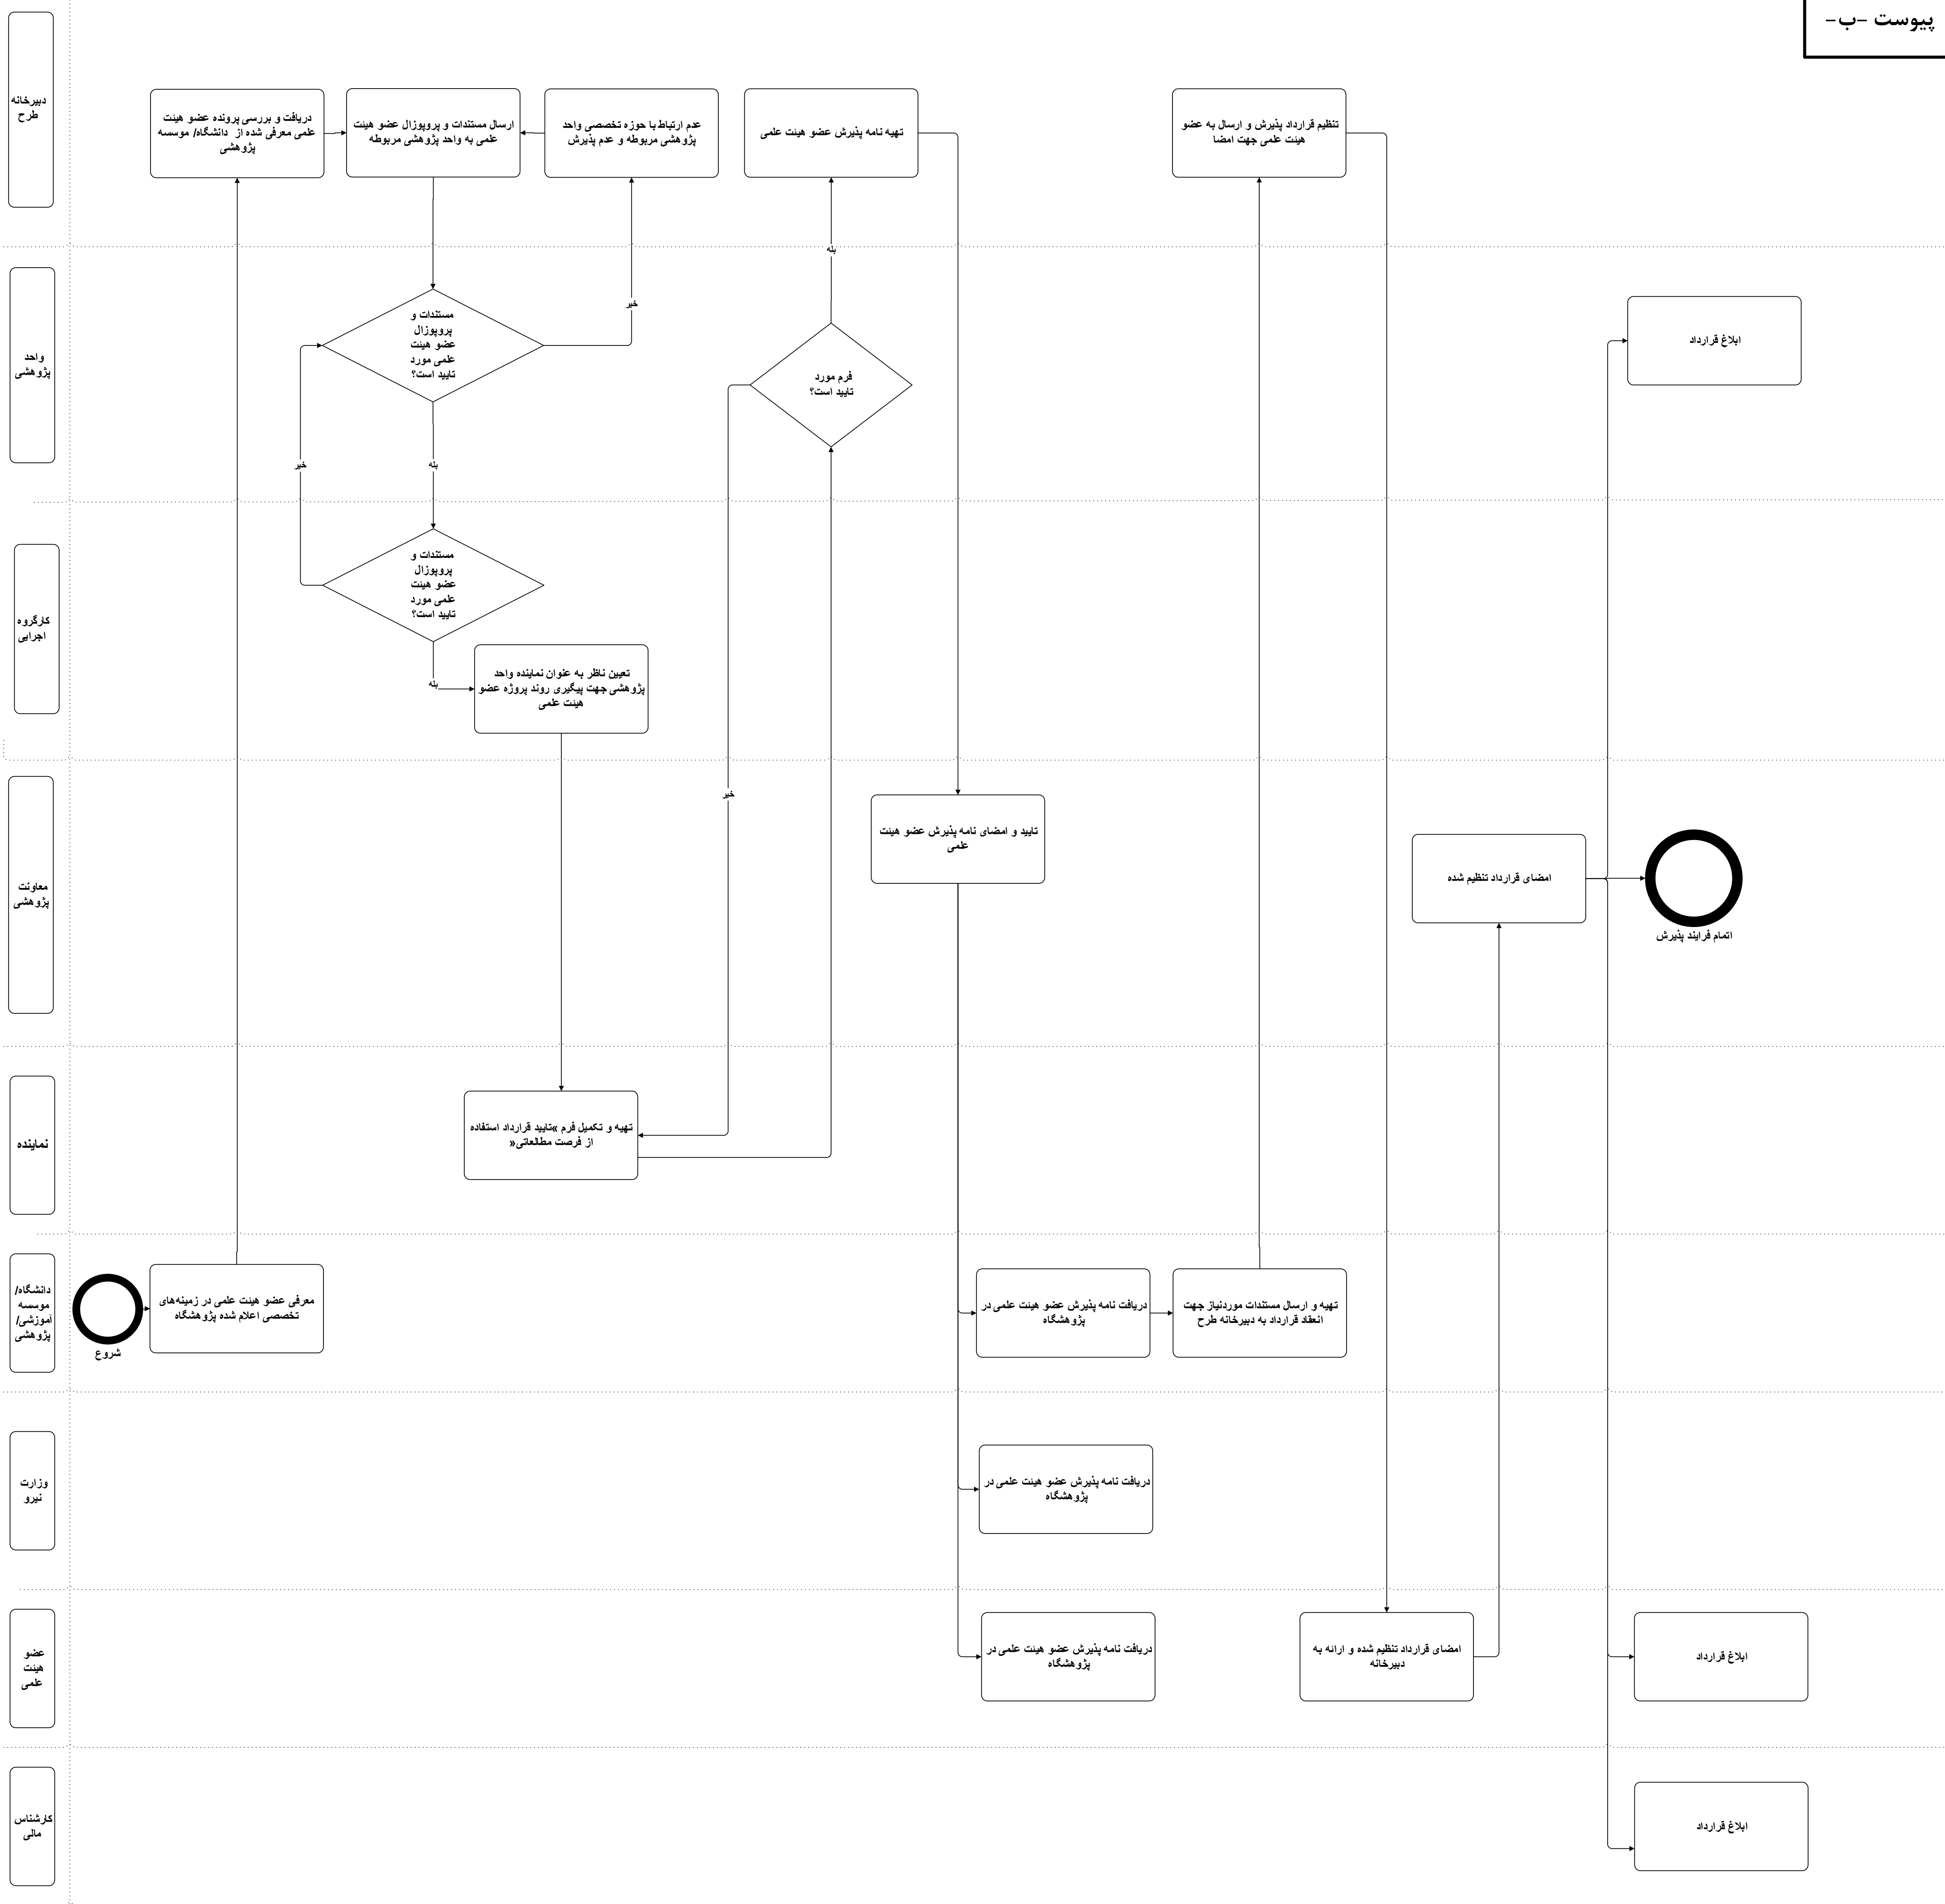 پیوست -ب-
دبیرخانه
طرح
دریافت و بررسی پرونده عضو هیئت
علمی معرفی شده از دانشگاه/ موسسه
پژوهشی
ارسال مستندات و پروپوزال عضو هیئت
علمی به واحد پژوهشی مربوطه
عدم ارتباط با حوزه تخصصی واحد
پژوهشی مربوطه و عدم پذیرش
تهیه نامه پذیرش عضو هیئت علمی
تنظیم قرارداد پذیرش و ارسال به عضو
هیئت علمی جهت امضا
بله
واحد
پژوهشی
مستندات و
پروپوزال
عضو هیئت
علمی مورد
تایید است؟
خیر
فرم مورد
تایید است؟
ابلاغ قرارداد
خیر
بله
کارگروه
اجرایی
مستندات و
پروپوزال
عضو هیئت
علمی مورد
تایید است؟
بله
تعیین ناظر به عنوان نماینده واحد
پژوهشی جهت پیگیری روند پروژه عضو
هیئت علمی
خیر
معاونت
پژوهشی
تایید و امضای نامه پذیرش عضو هیئت
علمی
امضای قرارداد تنظیم شده
اتمام فرایند پذیرش
نماینده
تهیه و تکمیل فرم »تایید قرارداد استفاده
از فرصت مطالعاتی«
دانشگاه/
موسسه
آموزشی/
پژوهشی
شروع
معرفی عضو هیئت علمی در زمینه‌های
تخصصی اعلام شده پژوهشگاه
دریافت نامه پذیرش عضو هیئت علمی در
پژوهشگاه
تهیه و ارسال مستندات موردنیاز جهت
انعقاد قرارداد به دبیرخانه طرح
وزارت
نیرو
دریافت نامه پذیرش عضو هیئت علمی در
پژوهشگاه
عضو
هیئت
علمی
دریافت نامه پذیرش عضو هیئت علمی در
پژوهشگاه
امضای قرارداد تنظیم شده و ارائه به
دبیرخانه
ابلاغ قرارداد
کارشناس
مالی
ابلاغ قرارداد